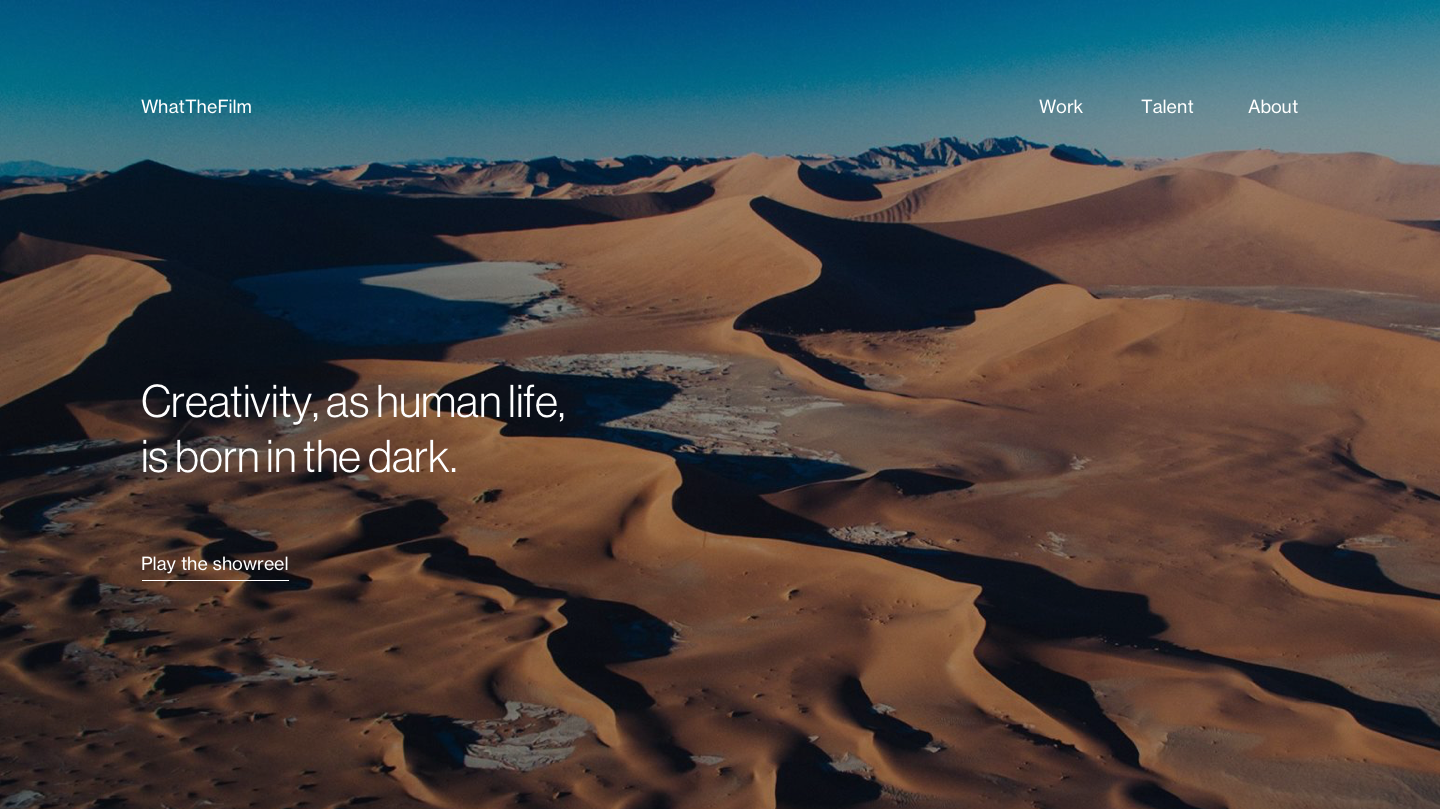 WhatTheFilm
Work
Talent
About
Creativity, as human life,
is born in the dark.
Play the showreel